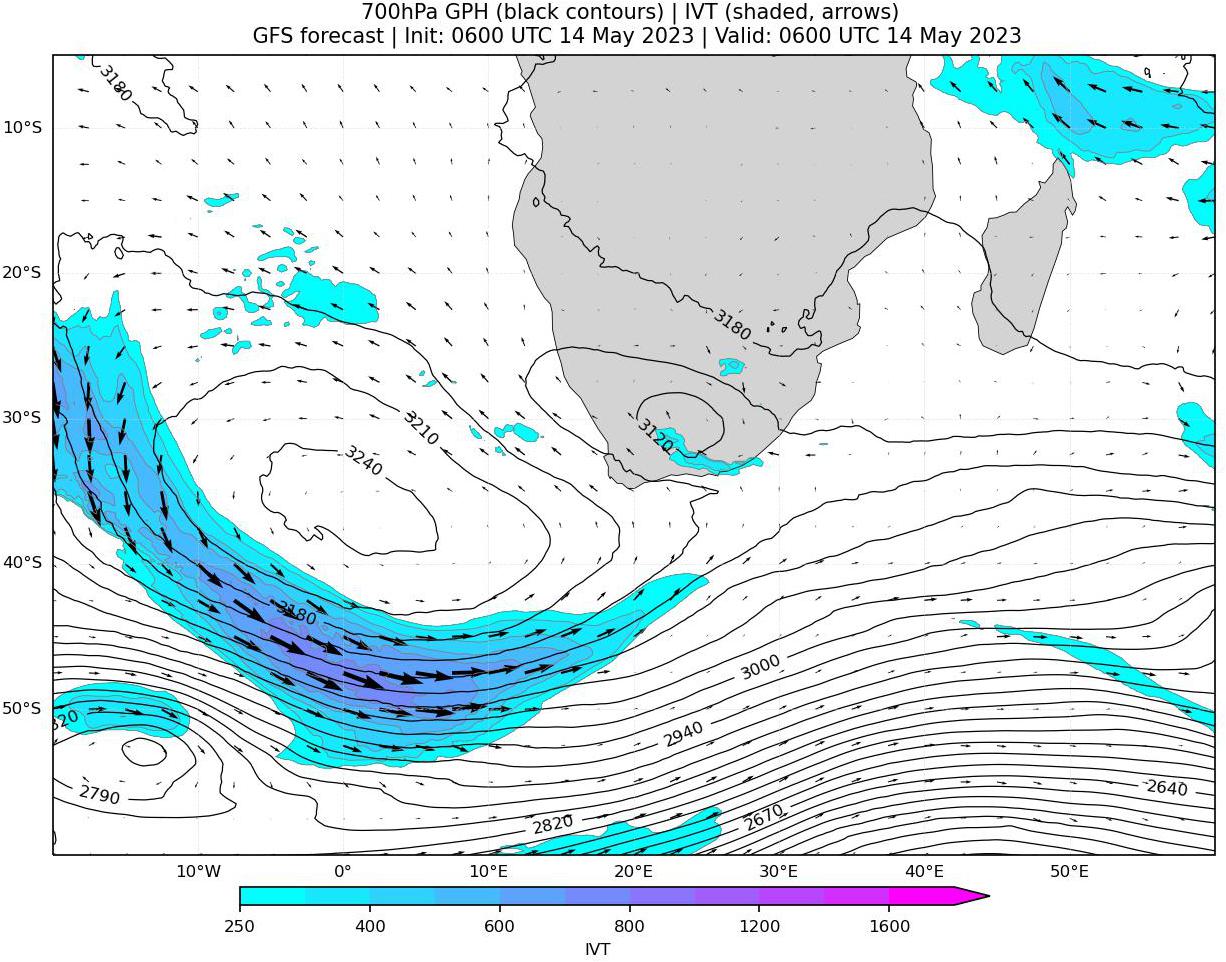 700hPa GPH (black contours) | IVT (shaded, arrows)
GFS forecast | Init: 0600 UTC 14 May 2023 | Valid: 0600 UTC 14 May 2023
3180
10°S
20°S
3180
30°S
3210
3120
3240
40°S
3180
3000
50°S
520
2940
2790
2640
2820
2670
10°W 0° 10°E 20°E 30°E 40°E 50°E
250 400 600 800 1200 1600
IVT